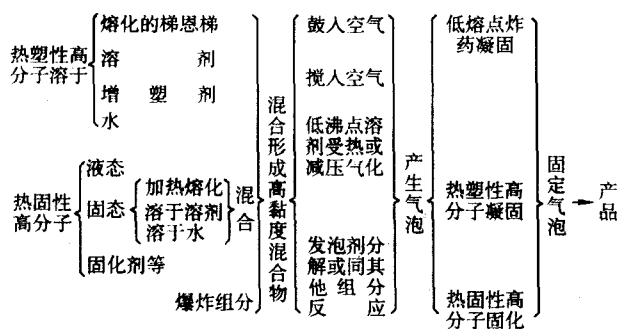 热塑性高
分子溶于
熔化的梯恩梯
溶剂
增塑剂
水
热固性
高分子
液态
固态
加热熔化
溶于溶剂
溶于水
混合
固化剂等
爆炸组分
混合形成高黏度混合物
鼓入空气
搅入空气
低沸点溶
剂受热或
减压气化
发泡剂分
解或同其
他组分
反应
产生气泡
低熔点炸
药凝固
热塑性高
分子凝固
热固性高
分子固化
固定气泡
产品